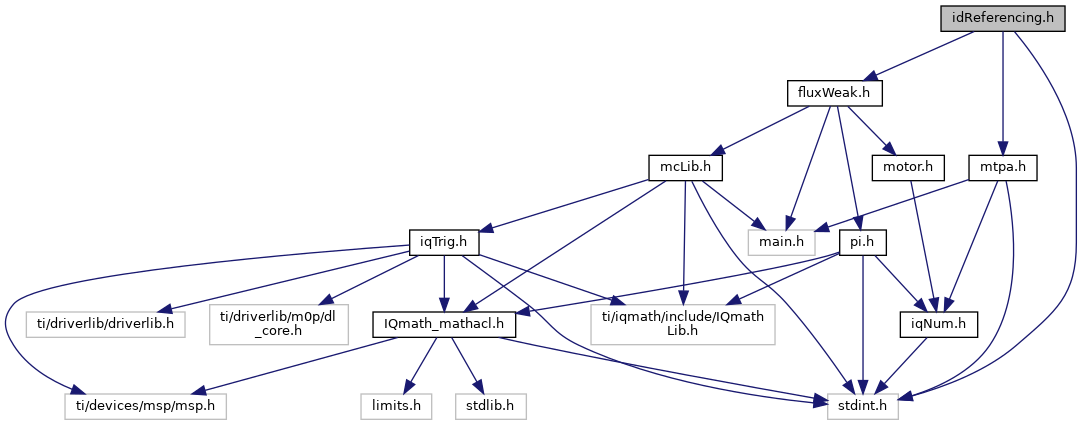 idReferencing.h
fluxWeak.h
mcLib.h
motor.h
mtpa.h
iqTrig.h
main.h
pi.h
ti/driverlib/driverlib.h
ti/driverlib/m0p/dl
_core.h
IQmath_mathacl.h
ti/iqmath/include/IQmath
Lib.h
iqNum.h
ti/devices/msp/msp.h
limits.h
stdlib.h
stdint.h